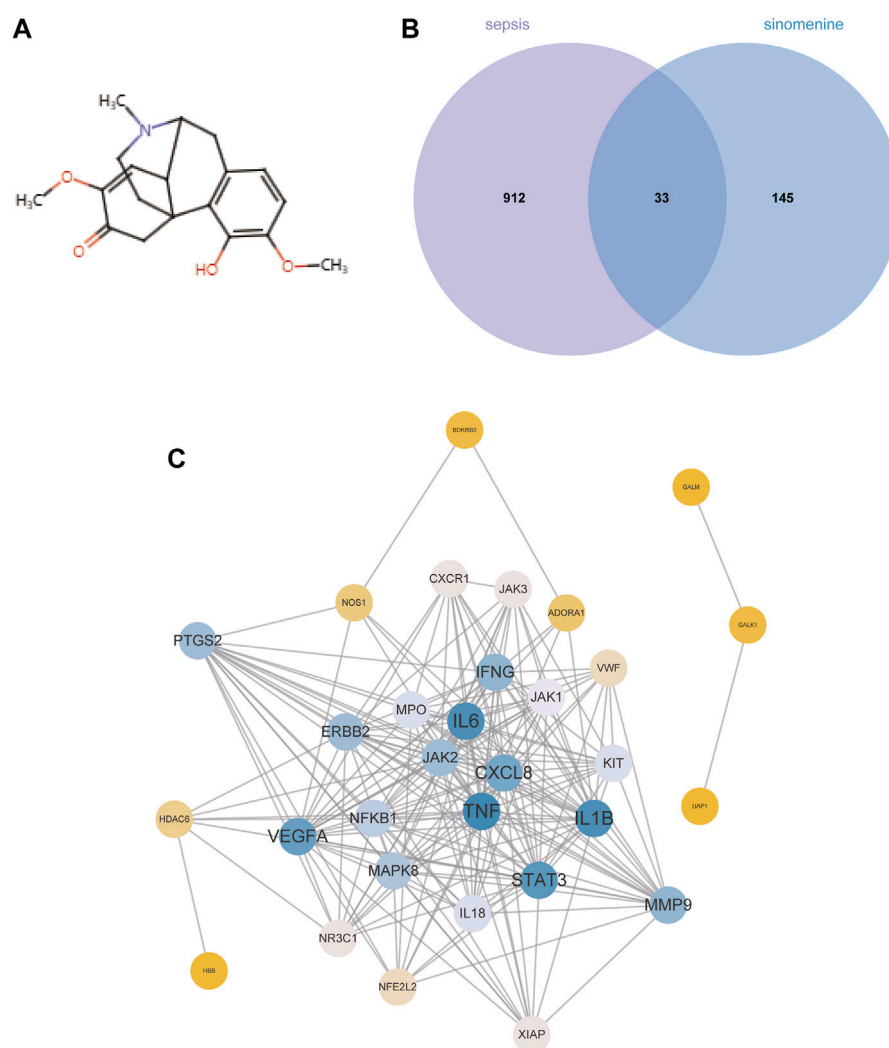 A
H₃C
N
O
H₃C
O
HO
O
CH₃
B
sepsis
sinomenine
912
33
145
C
BDKRB2
GALM
CXCR1
JAK3
NOS1
ADORA1
GALK1
PTGS2
IFNG
VWF
MPO
JAK1
IL6
ERBB2
JAK2
CXCL8
KIT
UAP1
HDAC6
VEGFA
NFKB1
TNF
IL1B
MAPK8
STAT3
MMP9
IL18
NR3C1
HBB
NFE2L2
XIAP